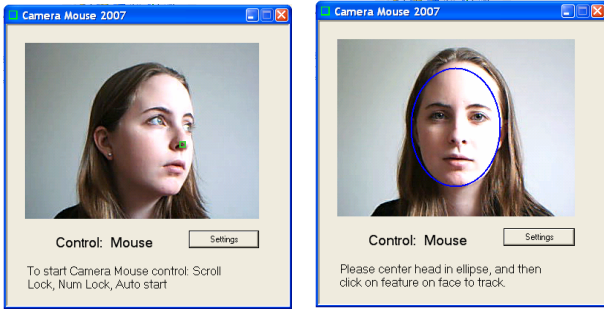 Camera Mouse 2007
Control: Mouse
Settings
To start Camera Mouse control: Scroll
Lock, Num Lock, Auto start
Camera Mouse 2007
Control: Mouse
Settings
Please center head in ellipse, and then
click on feature on face to track.